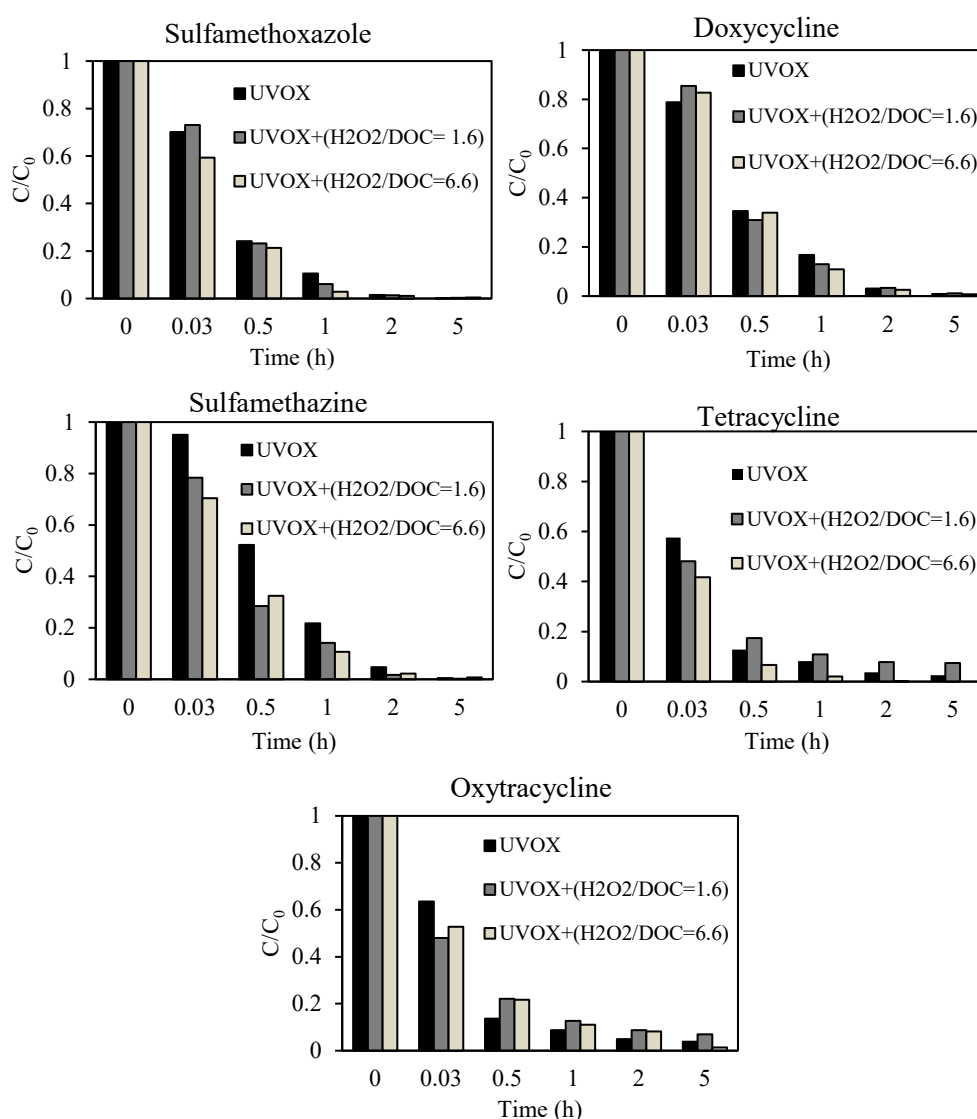 Sulfamethoxazole
C/C0
1
0.8
0.6
0.4
0.2
0
UVOX
UVOX+(H2O2/DOC= 1.6)
UVOX+(H2O2/DOC=6.6)
0 0.03 0.5 1 2 5
Time (h)
Doxycycline
C/C0
1
0.8
0.6
0.4
0.2
0
UVOX
UVOX+(H2O2/DOC=1.6)
UVOX+(H2O2/DOC=6.6)
0 0.03 0.5 1 2 5
Time (h)
Sulfamethazine
C/C0
1
0.8
0.6
0.4
0.2
0
UVOX
UVOX+(H2O2/DOC=1.6)
UVOX+(H2O2/DOC=6.6)
0 0.03 0.5 1 2 5
Time (h)
Tetracycline
C/C0
1
0.8
0.6
0.4
0.2
0
UVOX
UVOX+(H2O2/DOC=1.6)
UVOX+(H2O2/DOC=6.6)
0 0.03 0.5 1 2 5
Time (h)
Oxytracycline
C/C0
1
0.8
0.6
0.4
0.2
0
UVOX
UVOX+(H2O2/DOC=1.6)
UVOX+(H2O2/DOC=6.6)
0 0.03 0.5 1 2 5
Time (h)